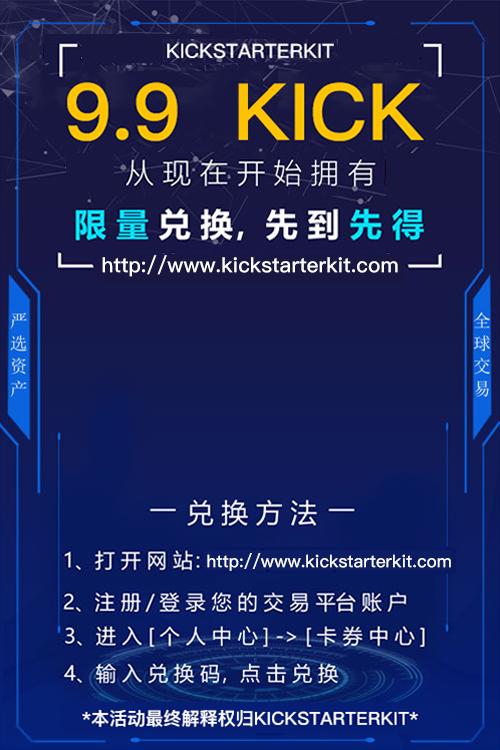 KICKSTARTERKIT
9.9 KICK
从现在开始拥有
限量兑换, 先到先得
http://www.kickstarterkit.com
严选资产
全球交易
一兑换方法一
1、打开网站: http://www.kickstarterkit.com
2、注册/登录您的交易平台账户
3、进入[个人中心]->[卡券中心]
4、输入兑换码, 点击兑换
*本活动最终解释权归KICKSTARTERKIT*